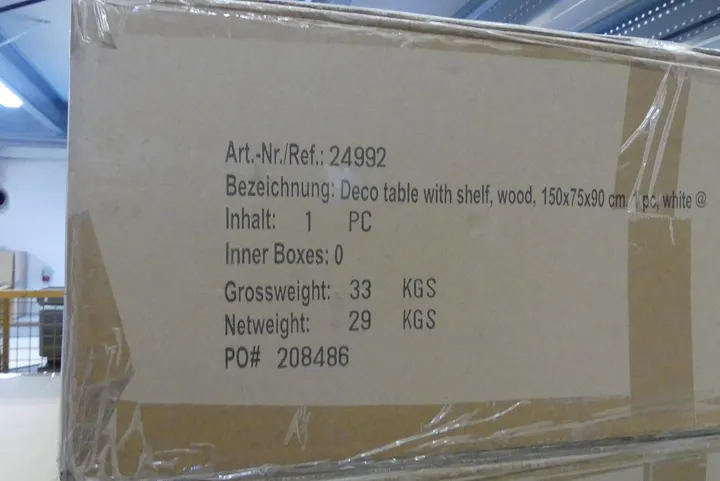 Art.-Nr./Ref.: 24992
Bezeichnung: Deco table with shelf, wood, 150x75x90 cm, 1 pc, white @
Inhalt: 1 PC
Inner Boxes: 0
Grossweight: 33 KGS
Netweight: 29 KGS
PO# 208486